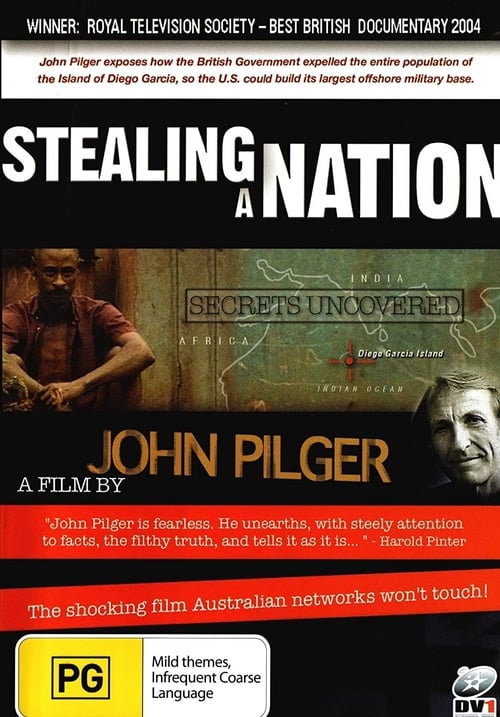 WINNER: ROYAL TELEVISION SOCIETY – BEST BRITISH DOCUMENTARY 2004
John Pilger exposes how the British Government expelled the entire population of
the Island of Diego Garcia, so the U.S. could build its largest offshore military base.
STEALING
A NATION
INDIA
SECRETS UNCOVERED
AFRICA
Diego Garcia Island
INDIAN OCEAN
JOHN PILGER
A FILM BY
"John Pilger is fearless. He unearths, with steely attention
to facts, the filthy truth, and tells it as it is... " - Harold Pinter
The shocking film Australian networks won't touch!
PG
Mild themes,
Infrequent Coarse
Language
DV1